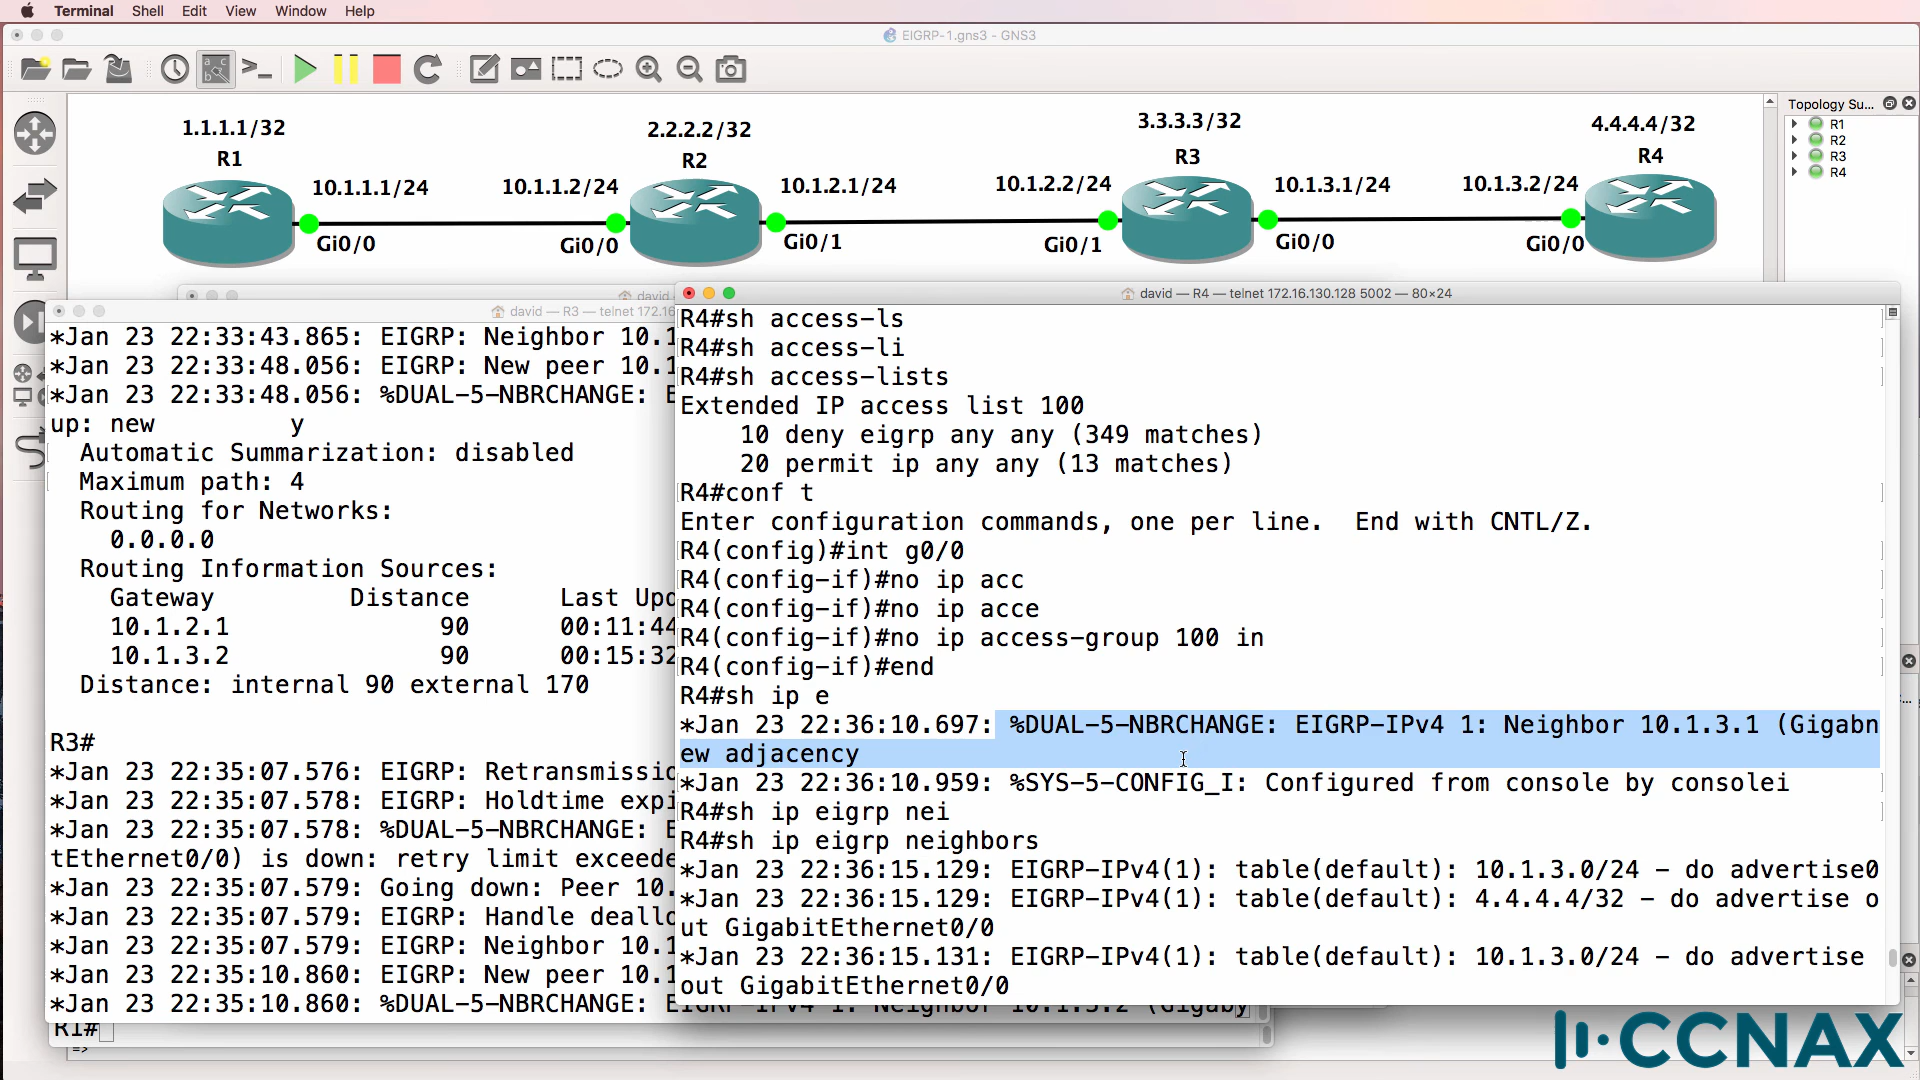 Terminal Shell Edit View Window Help
EIGRP-1.gns3 - GNS3
Topology Su...
R1
R2
R3
R4
1.1.1.1/32
R1
2.2.2.2/32
R2
3.3.3.3/32
R3
4.4.4.4/32
R4
10.1.1.1/24
10.1.1.2/24
10.1.2.1/24
10.1.2.2/24
10.1.3.1/24
10.1.3.2/24
Gi0/0
Gi0/0
Gi0/1
Gi0/1
Gi0/0
Gi0/0
david
david — R3 — telnet 172.16
*Jan 23 22:33:43.865: EIGRP: Neighbor 10.1
*Jan 23 22:33:48.056: EIGRP: New peer 10.1
*Jan 23 22:33:48.056: %DUAL-5-NBRCHANGE: E
up: new y
Automatic Summarization: disabled
Maximum path: 4
Routing for Networks:
0.0.0.0
Routing Information Sources:
Gateway Distance Last Upd
10.1.2.1 90 00:11:44
10.1.3.2 90 00:15:32
Distance: internal 90 external 170
R3#
*Jan 23 22:35:07.576: EIGRP: Retransmissio
*Jan 23 22:35:07.578: EIGRP: Holdtime expi
*Jan 23 22:35:07.578: %DUAL-5-NBRCHANGE: E
tEthernet0/0) is down: retry limit exceede
*Jan 23 22:35:07.579: Going down: Peer 10.
*Jan 23 22:35:07.579: EIGRP: Handle deallo
*Jan 23 22:35:07.579: EIGRP: Neighbor 10.1
*Jan 23 22:35:10.860: EIGRP: New peer 10.1
*Jan 23 22:35:10.860: %DUAL-5-NBRCHANGE: EIGRP-IPv4 1: Neighbor 10.1.3.2 (Gigaby
R1#
=>
david — R4 — telnet 172.16.130.128 5002 — 80×24
R4#sh access-ls
R4#sh access-li
R4#sh access-lists
Extended IP access list 100
10 deny eigrp any any (349 matches)
20 permit ip any any (13 matches)
R4#conf t
Enter configuration commands, one per line. End with CNTL/Z.
R4(config)#int g0/0
R4(config-if)#no ip acc
R4(config-if)#no ip acce
R4(config-if)#no ip access-group 100 in
R4(config-if)#end
R4#sh ip e
*Jan 23 22:36:10.697: %DUAL-5-NBRCHANGE: EIGRP-IPv4 1: Neighbor 10.1.3.1 (Gigabn
ew adjacency
*Jan 23 22:36:10.959: %SYS-5-CONFIG_I: Configured from console by consolei
R4#sh ip eigrp nei
R4#sh ip eigrp neighbors
*Jan 23 22:36:15.129: EIGRP-IPv4(1): table(default): 10.1.3.0/24 - do advertise0
*Jan 23 22:36:15.129: EIGRP-IPv4(1): table(default): 4.4.4.4/32 - do advertise o
ut GigabitEthernet0/0
*Jan 23 22:36:15.131: EIGRP-IPv4(1): table(default): 10.1.3.0/24 - do advertise
out GigabitEthernet0/0
CCNAX